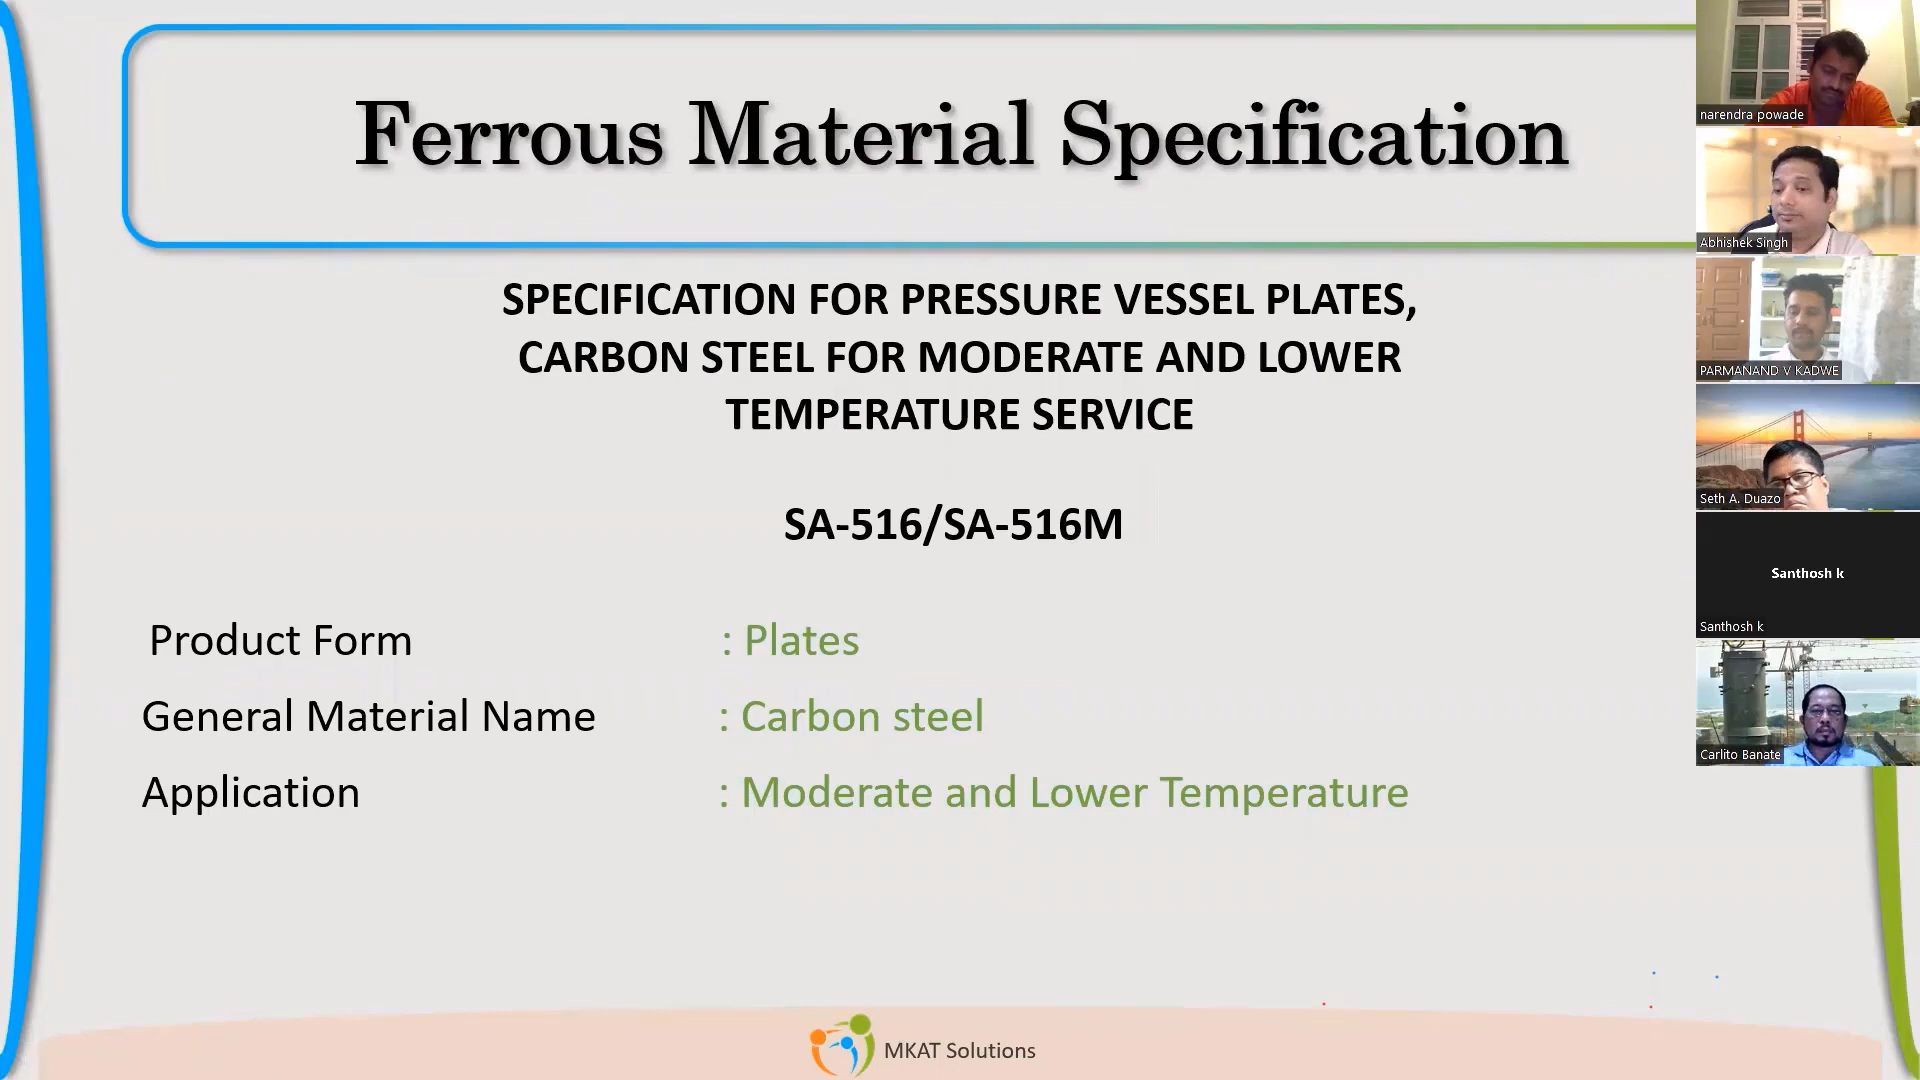 Ferrous Material Specification
SPECIFICATION FOR PRESSURE VESSEL PLATES,
CARBON STEEL FOR MODERATE AND LOWER
TEMPERATURE SERVICE
SA-516/SA-516M
Product Form : Plates
General Material Name : Carbon steel
Application : Moderate and Lower Temperature
MKAT Solutions
narendra powade
Abhishek Singh
PARMANAND V KADWE
Seth A. Duazo
Santhosh k
Santhosh k
Carlito Banate